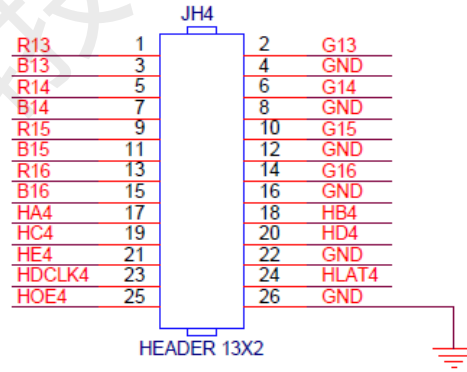 JH4
R13 1 2 G13
B13 3 4 GND
R14 5 6 G14
B14 7 8 GND
R15 9 10 G15
B15 11 12 GND
R16 13 14 G16
B16 15 16 GND
HA4 17 18 HB4
HC4 19 20 HD4
HE4 21 22 GND
HDCLK4 23 24 HLAT4
HOE4 25 26 GND
HEADER 13X2